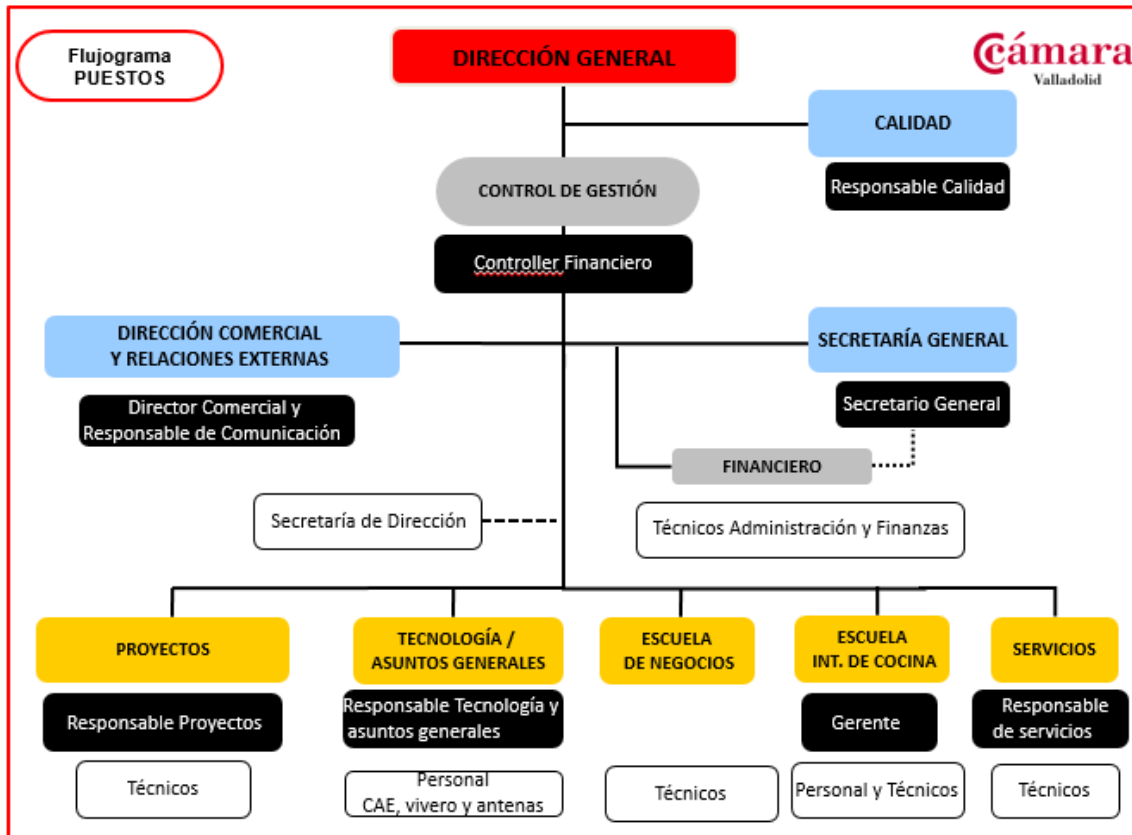 Flujograma
PUESTOS
DIRECCIÓN GENERAL
Cámara
Valladolid
CALIDAD
Responsable Calidad
CONTROL DE GESTIÓN
Controller Financiero
DIRECCIÓN COMERCIAL
Y RELACIONES EXTERNAS
Director Comercial y
Responsable de Comunicación
SECRETARÍA GENERAL
Secretario General
FINANCIERO
Secretaría de Dirección
Técnicos Administración y Finanzas
PROYECTOS
Responsable Proyectos
Técnicos
TECNOLOGÍA /
ASUNTOS GENERALES
Responsable Tecnología y
asuntos generales
Personal
CAE, vivero y antenas
ESCUELA
DE NEGOCIOS
Técnicos
ESCUELA
INT. DE COCINA
Gerente
Personal y Técnicos
SERVICIOS
Responsable
de servicios
Técnicos